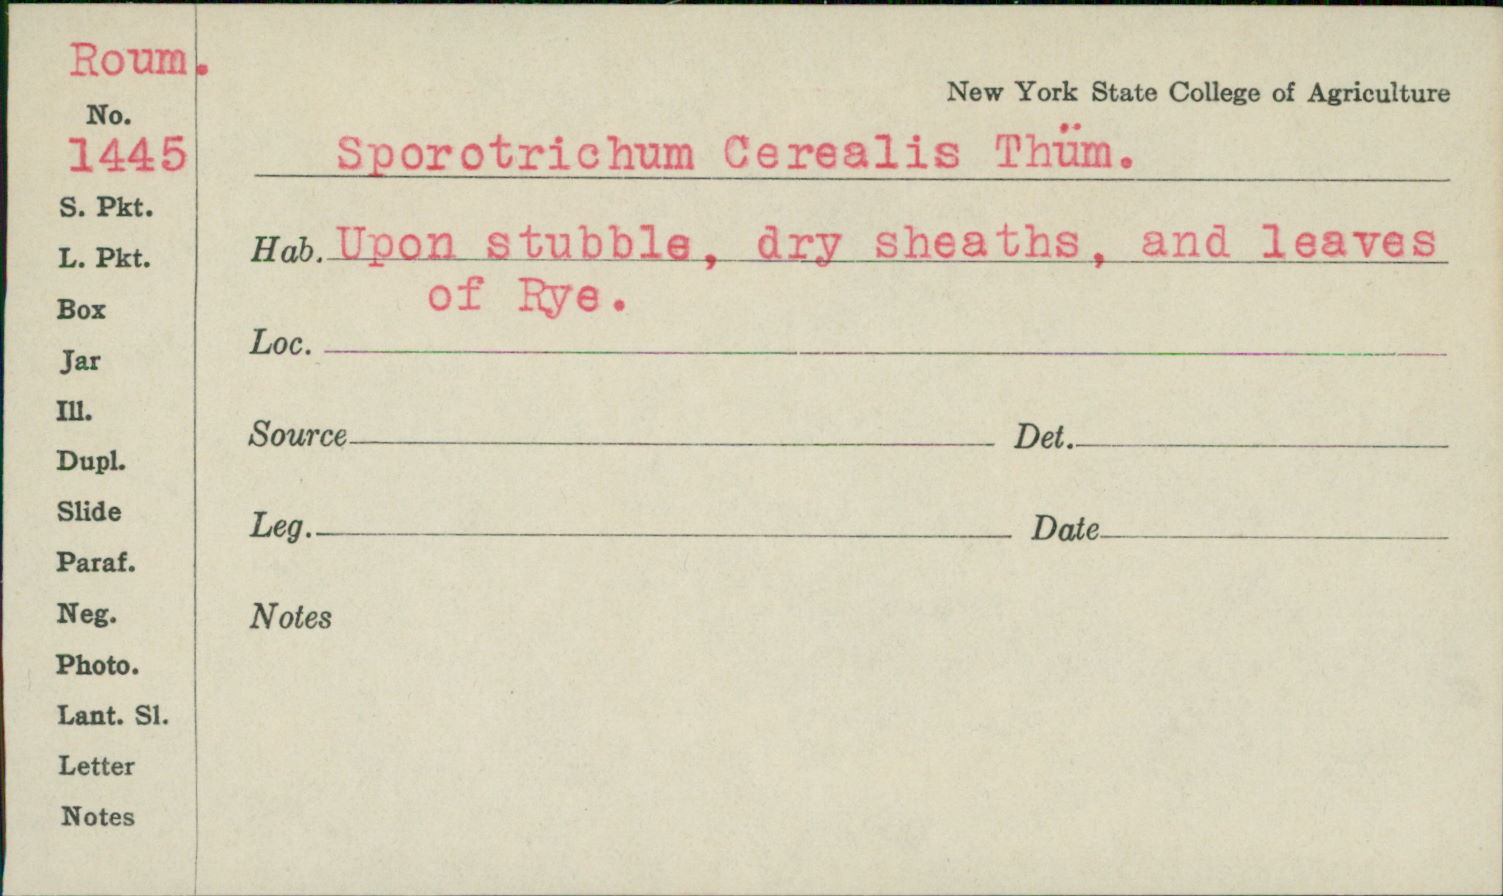 Roum.
No.
1445
S. Pkt.
L. Pkt.
Box
Jar
Ill.
Dupl.
Slide
Paraf.
Neg.
Photo.
Lant. Sl.
Letter
Notes
New York State College of Agriculture
Sporotrichum Cerealis Thüm.
Hab. Upon stubble, dry sheaths, and leaves
of Rye.
Loc.
Source Det.
Leg. Date
Notes